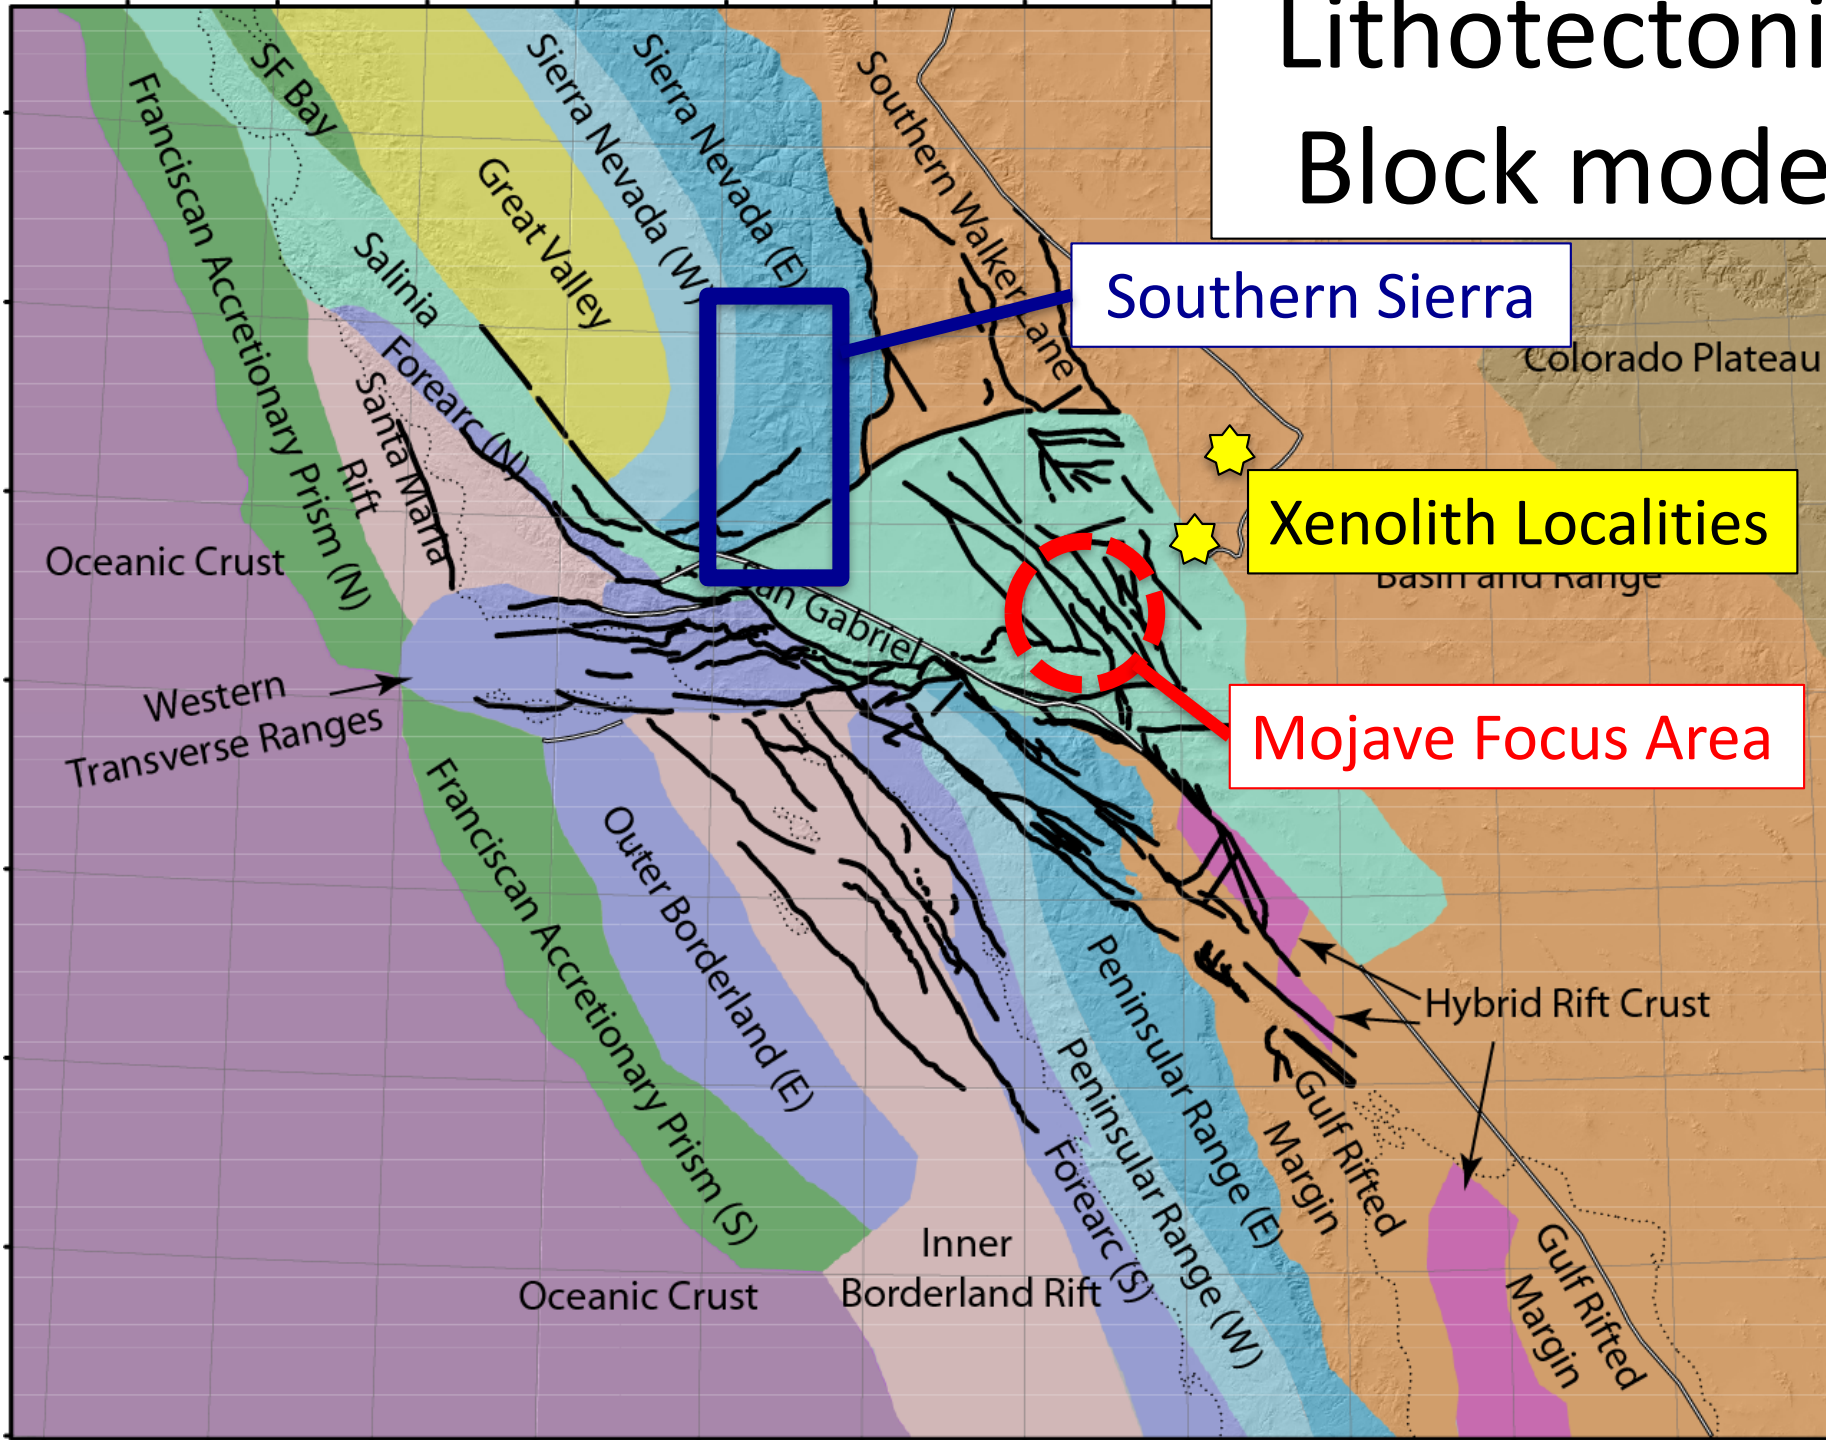 Lithotectoni
Block mode
SF Bay
Sierra Nevada (W)
Sierra Nevada (E)
Southern Walker Lane
Franciscan Accretionary Prism (N)
Great Valley
Salinia
Southern Sierra
Colorado Plateau
Forearc (N)
Santa Maria
Rift
Xenolith Localities
Oceanic Crust
Basin and Range
San Gabriel
Western
Transverse Ranges
Mojave Focus Area
Franciscan Accretionary Prism (S)
Outer Borderland (E)
Peninsular Range (E)
Hybrid Rift Crust
Peninsular Range (W)
Gulf Rifted
Margin
Forearc (S)
Inner
Borderland Rift
Oceanic Crust
Gulf Rifted
Margin